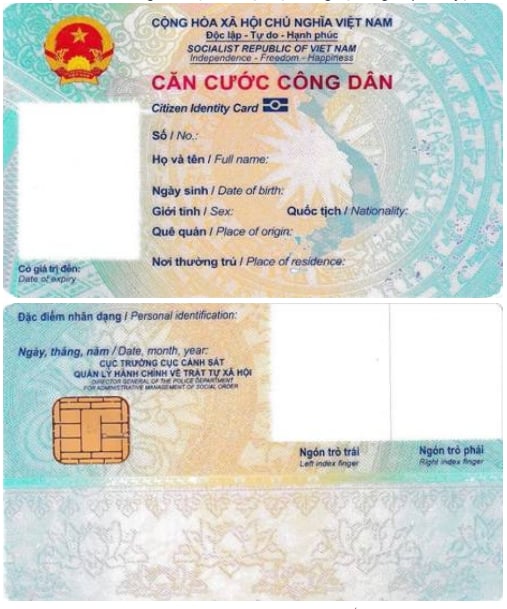 CỘNG HÒA XÃ HỘI CHỦ NGHĨA VIỆT NAM
Độc lập - Tự do - Hạnh phúc
SOCIALIST REPUBLIC OF VIET NAM
Independence - Freedom - Happiness
CĂN CƯỚC CÔNG DÂN
Citizen Identity Card
Số / No.:
Họ và tên / Full name:
Ngày sinh / Date of birth:
Giới tính / Sex: Quốc tịch / Nationality:
Quê quán / Place of origin:
Nơi thường trú / Place of residence:
Có giá trị đến:
Date of expiry
Đặc điểm nhân dạng / Personal identification:
Ngày, tháng, năm / Date, month, year:
CỤC TRƯỞNG CỤC CẢNH SÁT
QUẢN LÝ HÀNH CHÍNH VỀ TRẬT TỰ XÃ HỘI
DIRECTOR GENERAL OF THE POLICE DEPARTMENT
FOR ADMINISTRATIVE MANAGEMENT OF SOCIAL ORDER
Ngón trỏ trái
Left index finger
Ngón trỏ phải
Right index finger